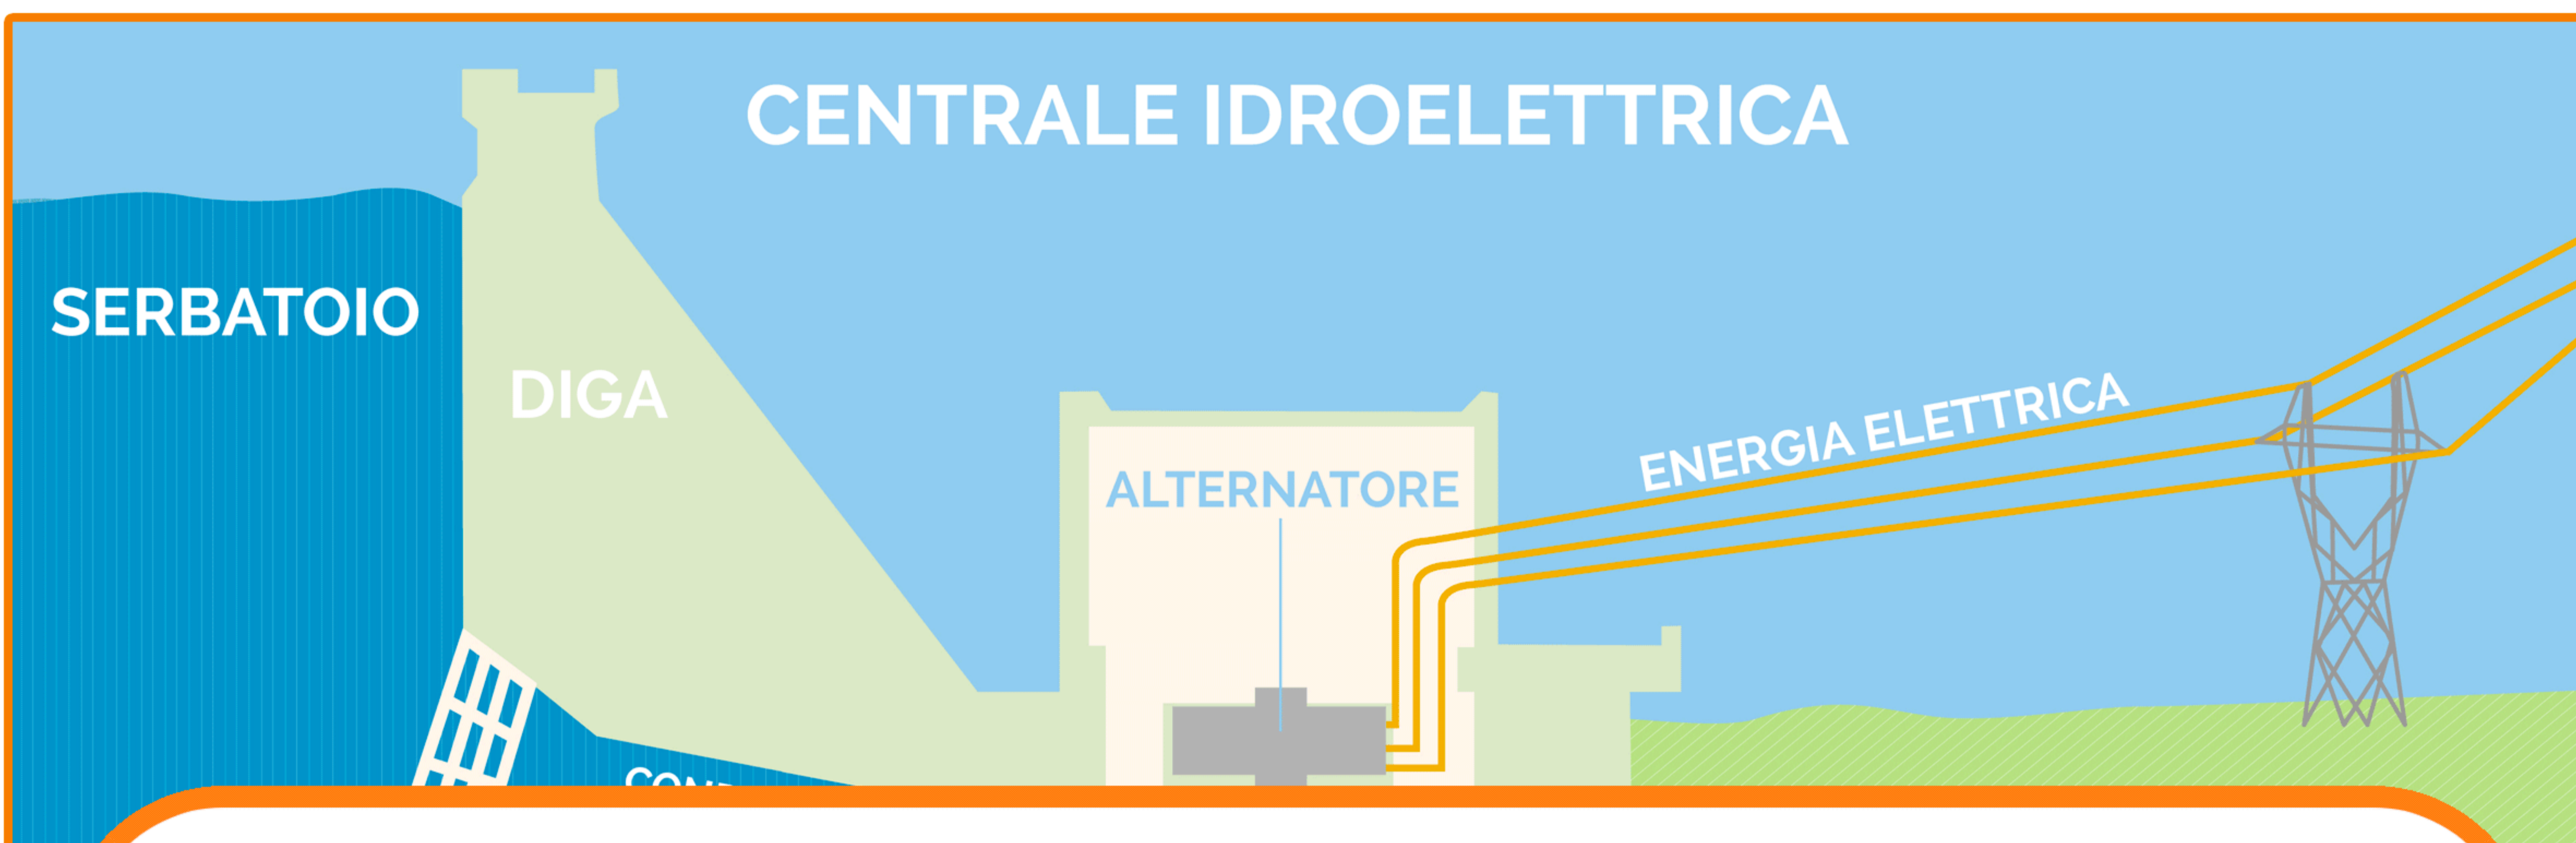 CENTRALE IDROELETTRICA
SERBATOIO
DIGA
ALTERNATORE
ENERGIA ELETTRICA